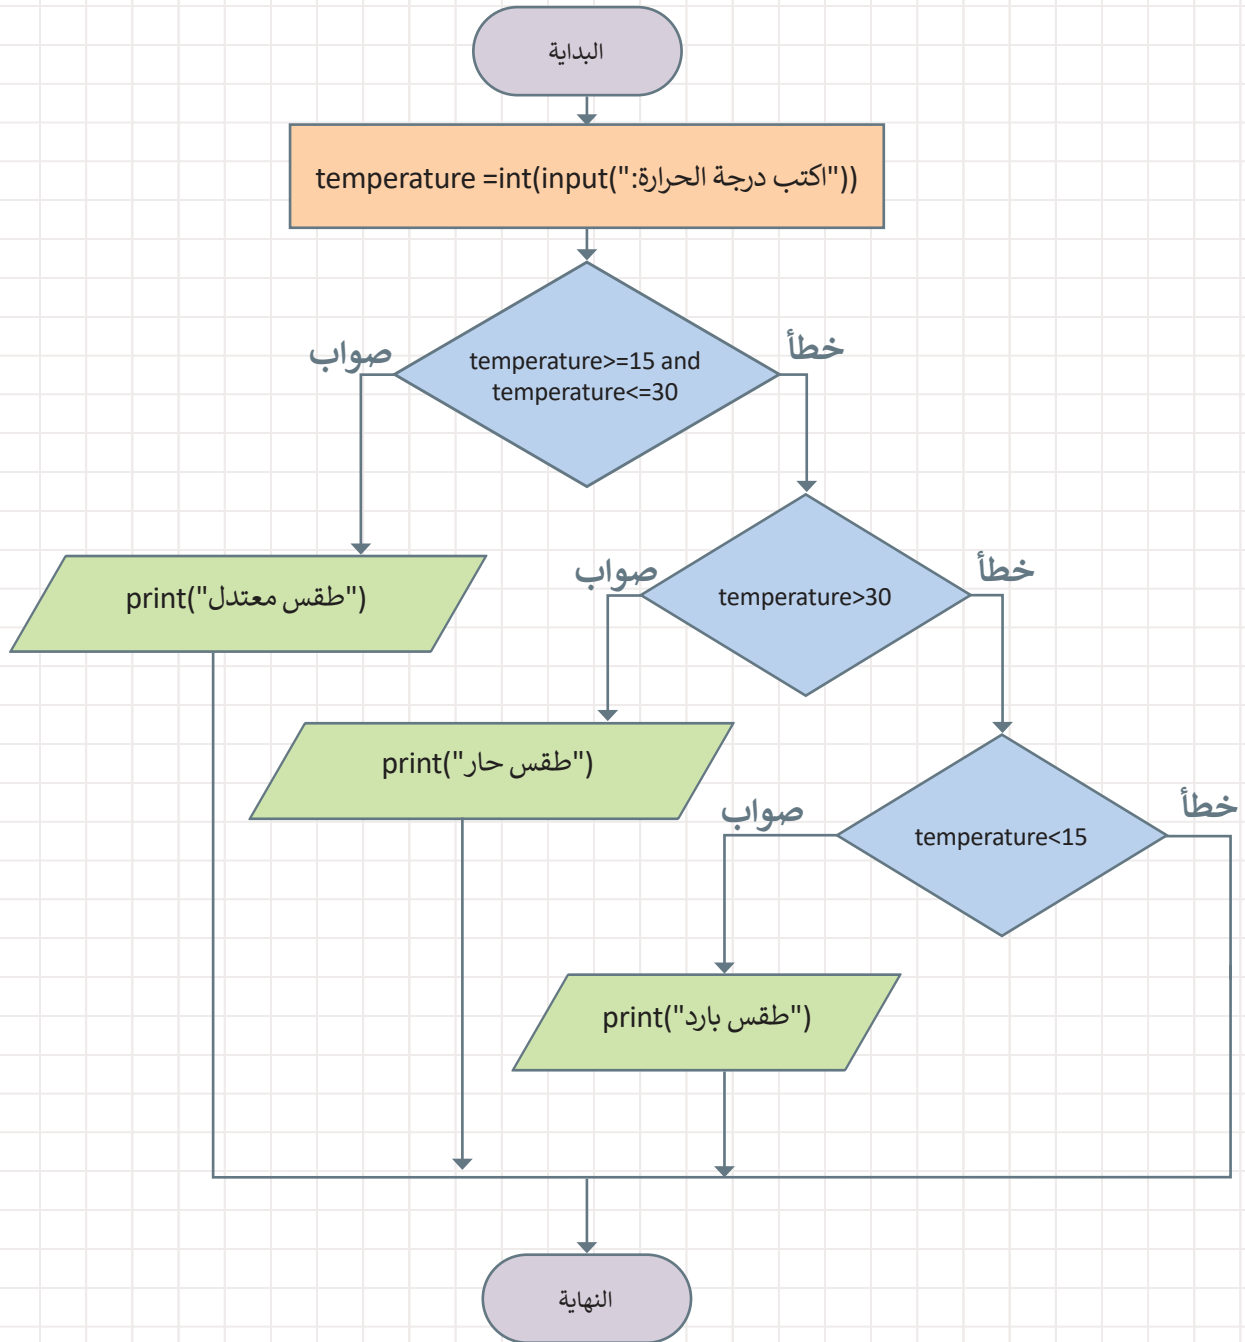 البداية
temperature =int(input("اكتب درجة الحرارة:"))
temperature>=15 and
temperature<=30
صواب
خطأ
print("طقس معتدل")
temperature>30
صواب
خطأ
print("طقس حار")
temperature<15
صواب
خطأ
print("طقس بارد")
النهاية